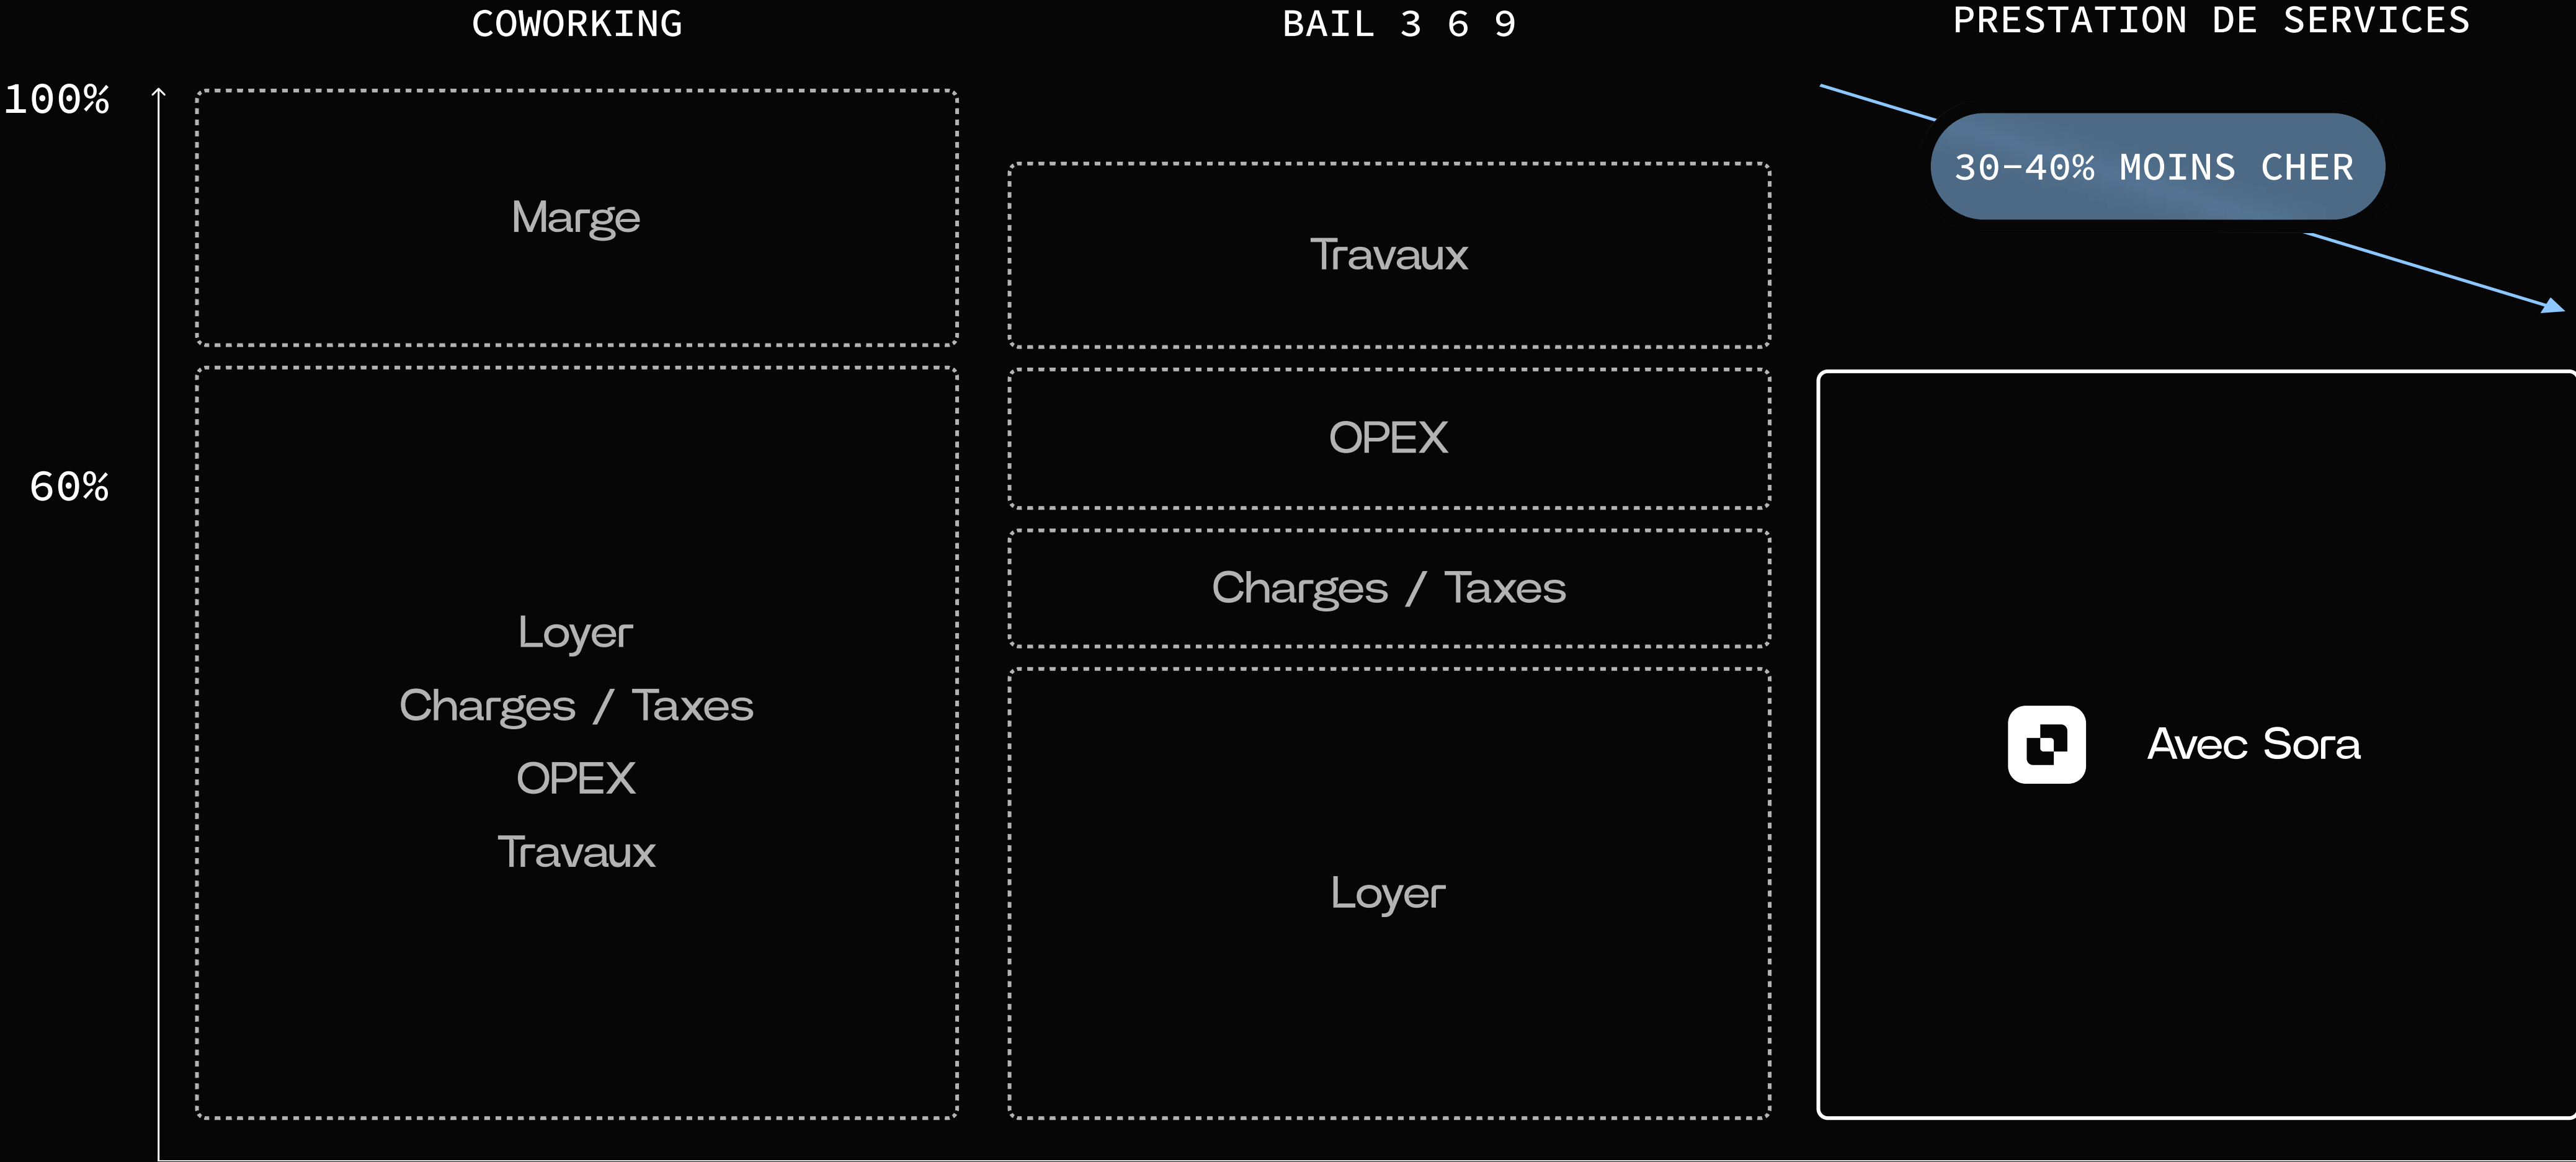 COWORKING
BAIL 3 6 9
PRESTATION DE SERVICES
100%
60%
Marge
Loyer
Charges / Taxes
OPEX
Travaux
Travaux
OPEX
Charges / Taxes
Loyer
30-40% MOINS CHER
Avec Sora